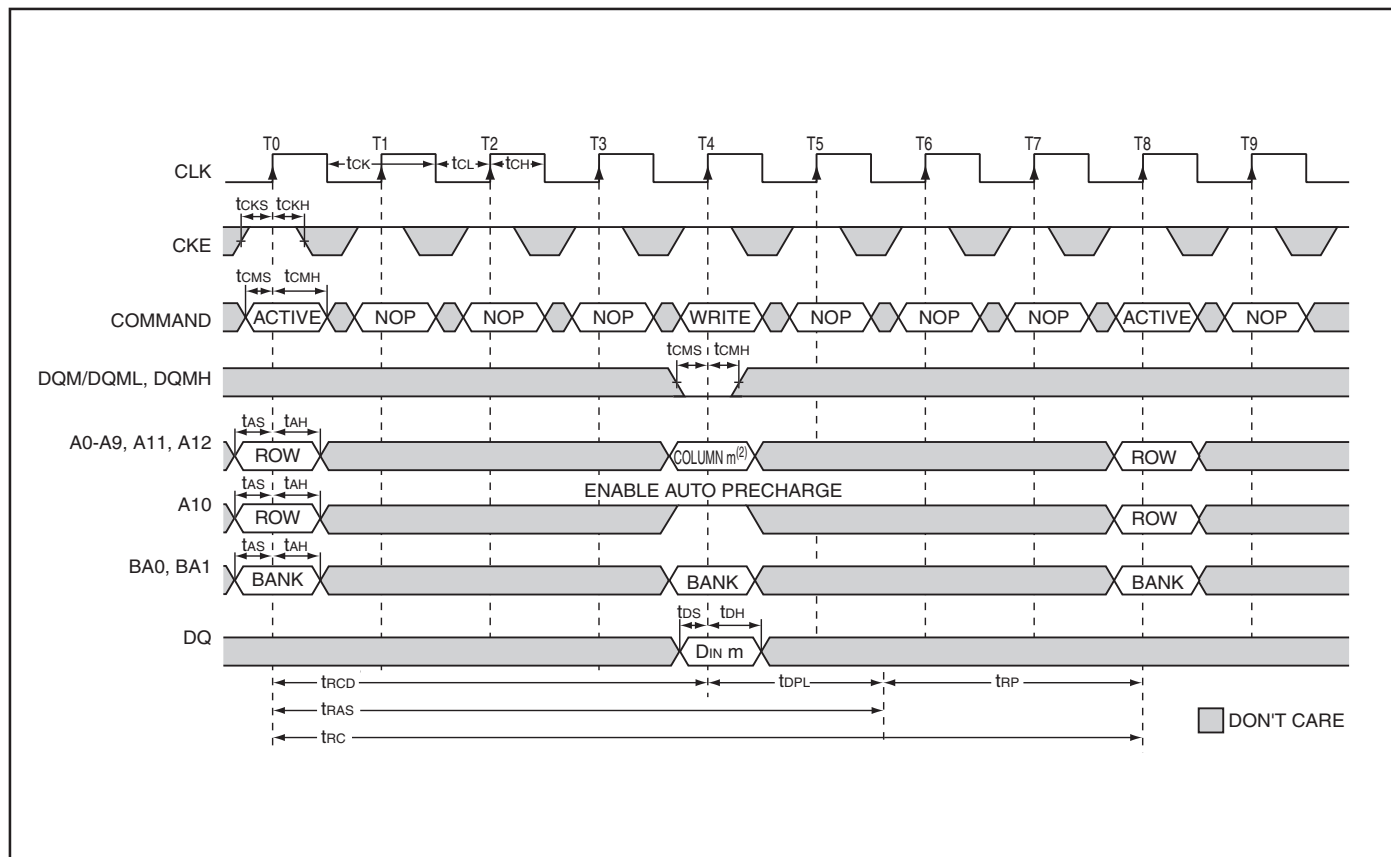 T0 T1 T2 T3 T4 T5 T6 T7 T8 T9
CLK tCK tCL tCH
tCKS tCKH
CKE
tCMS tCMH
COMMAND ACTIVE NOP NOP NOP WRITE NOP NOP NOP ACTIVE NOP
tCMS tCMH
DQM/DQML, DQMH
tAS tAH
A0-A9, A11, A12 ROW COLUMN m(2) ROW
tAS tAH ENABLE AUTO PRECHARGE
A10 ROW ROW
tAS tAH
BA0, BA1 BANK BANK BANK
tDS tDH
DQ DIN m
tRCD tDPL tRP
tRAS
DON'T CARE
tRC